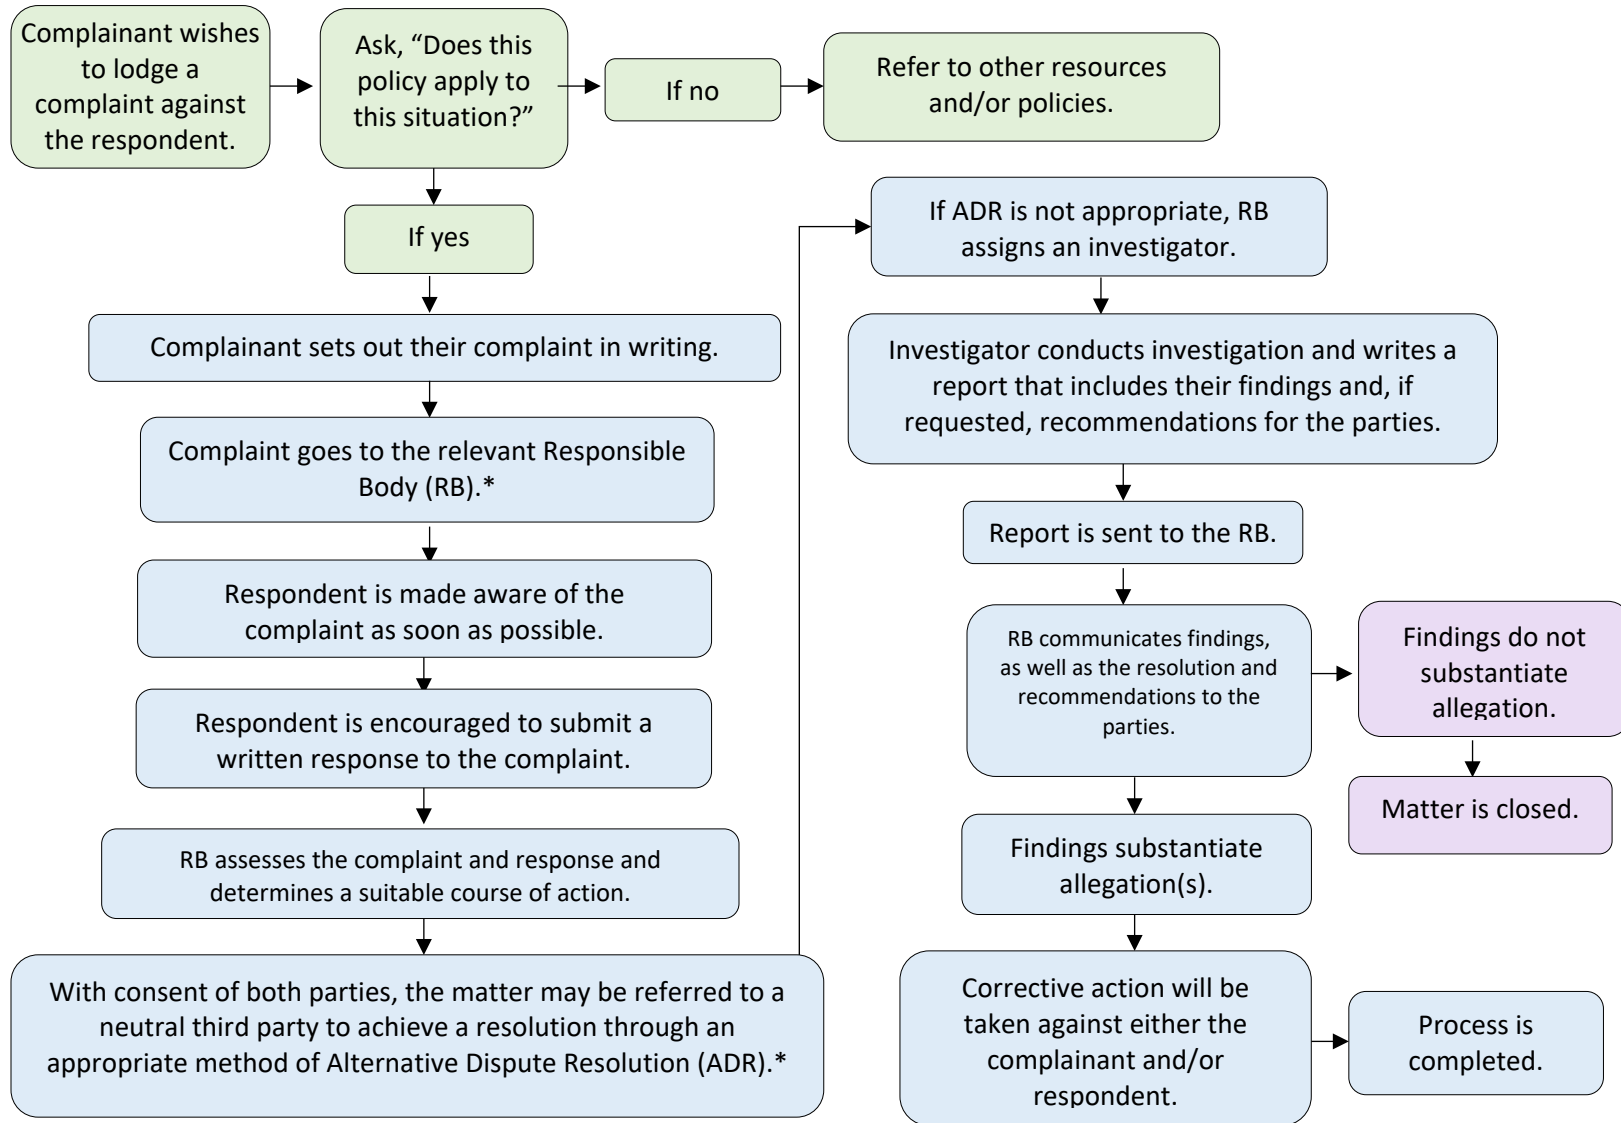 Complainant wishes
to lodge a
complaint against
the respondent.
Ask, “Does this
policy apply to
this situation?”
If no
Refer to other resources
and/or policies.
If yes
Complainant sets out their complaint in writing.
Complaint goes to the relevant Responsible
Body (RB).*
Respondent is made aware of the
complaint as soon as possible.
Respondent is encouraged to submit a
written response to the complaint.
RB assesses the complaint and response and
determines a suitable course of action.
With consent of both parties, the matter may be referred to a
neutral third party to achieve a resolution through an
appropriate method of Alternative Dispute Resolution (ADR).*
If ADR is not appropriate, RB
assigns an investigator.
Investigator conducts investigation and writes a
report that includes their findings and, if
requested, recommendations for the parties.
Report is sent to the RB.
RB communicates findings,
as well as the resolution and
recommendations to the
parties.
Findings do not
substantiate
allegation.
Matter is closed.
Findings substantiate
allegation(s).
Corrective action will be
taken against either the
complainant and/or
respondent.
Process is
completed.